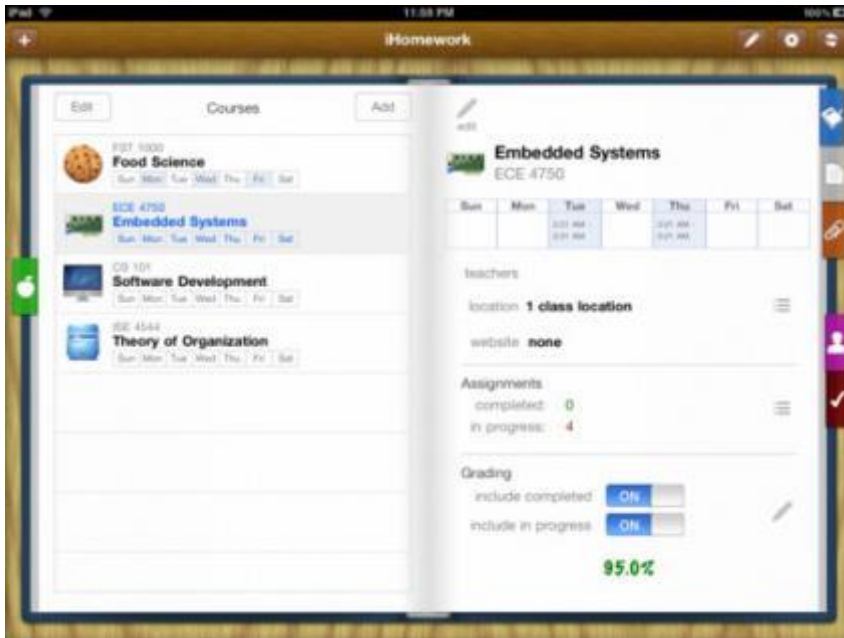 iPad 11:08 PM 100%
iHomework
Edit Courses Add
FST 1000
Food Science
Sun Mon Tue Wed Thu Fri Sat
ECE 4750
Embedded Systems
Sun Mon Tue Wed Thu Fri Sat
CS 101
Software Development
Sun Mon Tue Wed Thu Fri Sat
ISE 4544
Theory of Organization
Sun Mon Tue Wed Thu Fri Sat
edit
Embedded Systems
ECE 4750
Sun Mon Tue Wed Thu Fri Sat
teachers
location 1 class location
website none
Assignments
completed: 0
in progress: 4
Grading
include completed ON
include in progress ON
95.0%